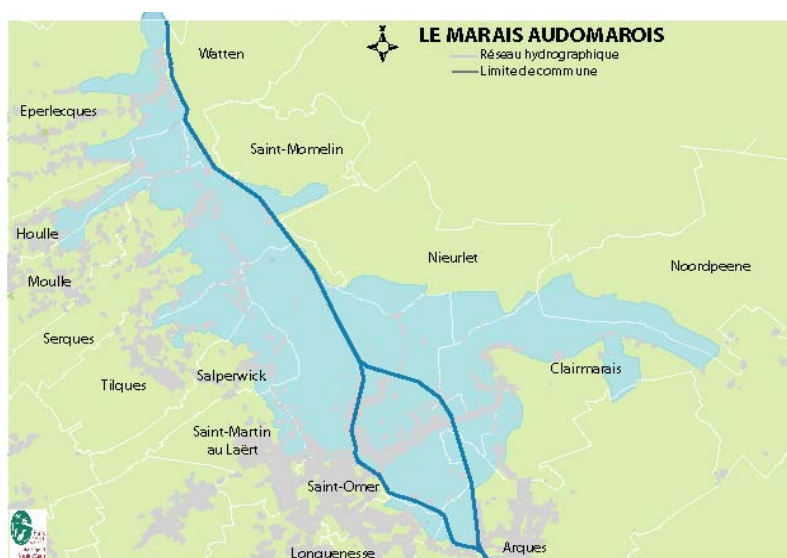 LE MARAIS AUDOMAROIS
Réseau hydrographique
Limite de commune
Watten
Eperlecques
Saint-Momelin
Houlle
Nieurlet
Noordpeene
Moulle
Serques
Tilques
Salperwick
Clairmarais
Saint-Martin
au Laërt
Saint-Omer
Arques
Longuenesse